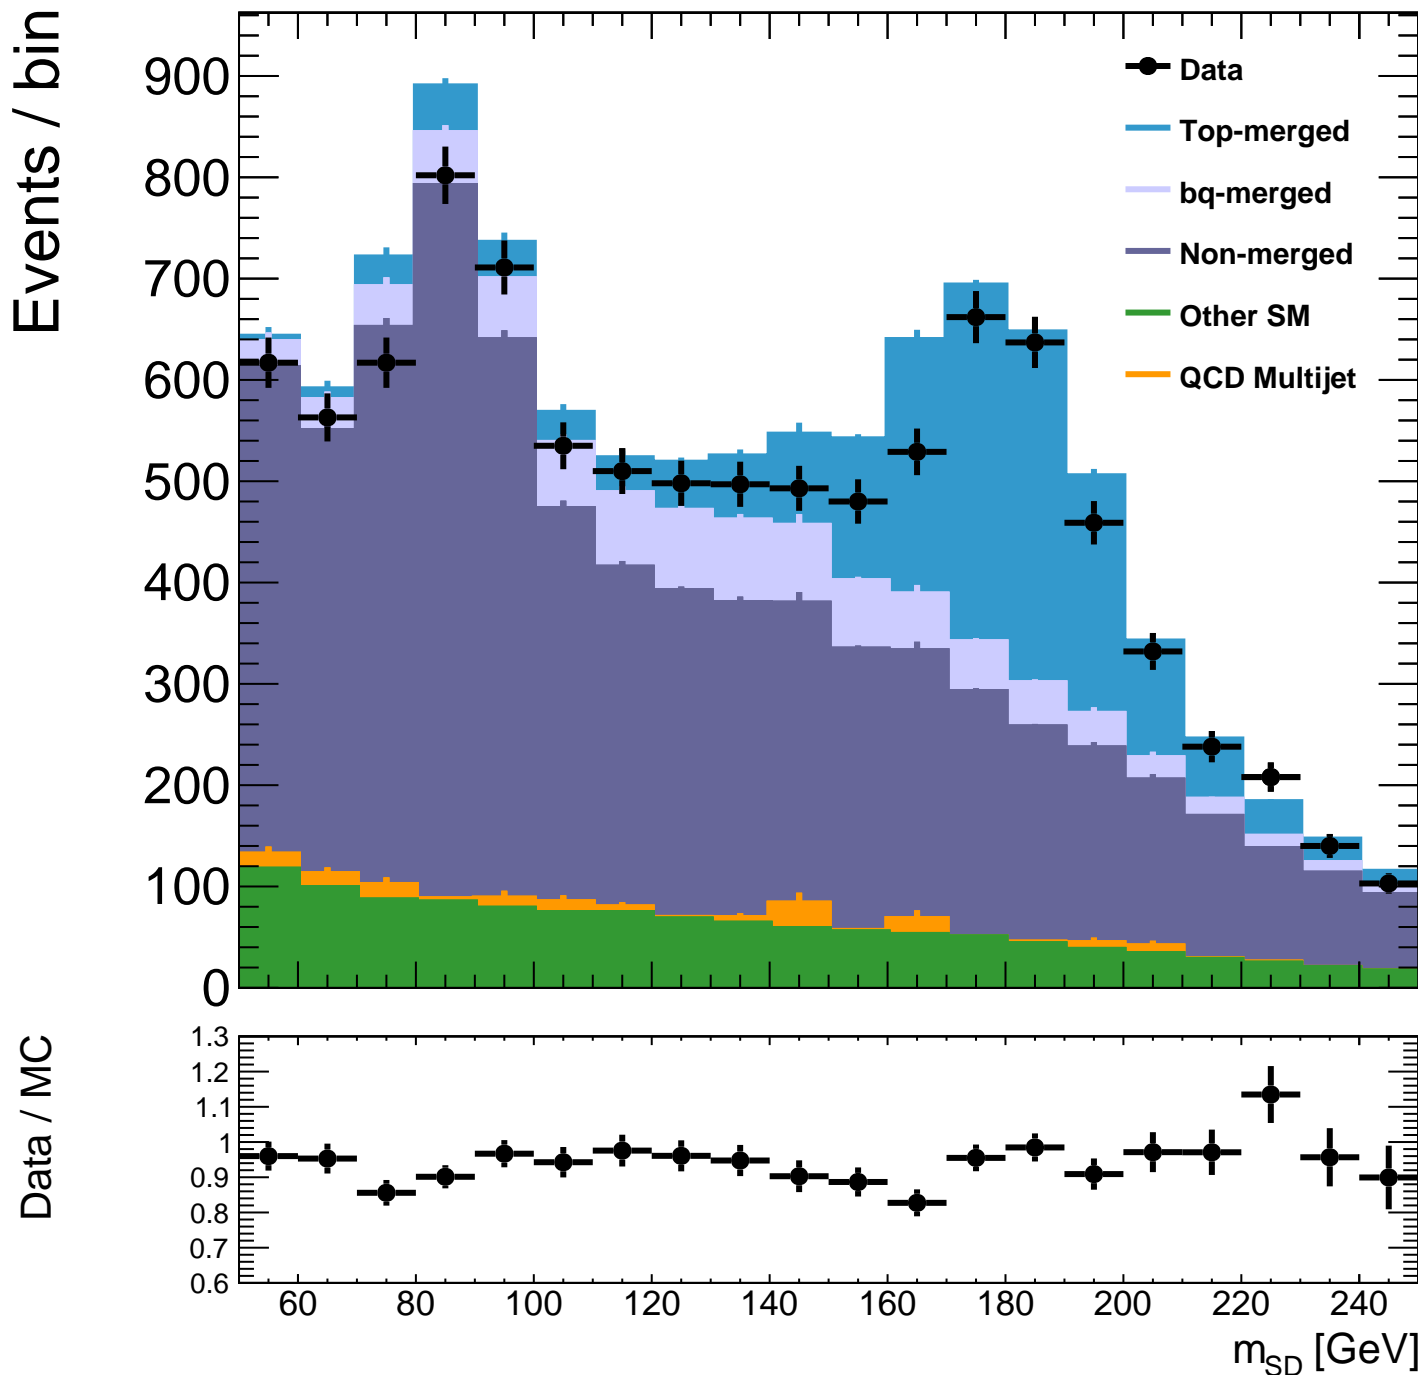 Events / bin
900
800
700
600
500
400
300
200
100
0
Data
Top-merged
bq-merged
Non-merged
Other SM
QCD Multijet
Data / MC
1.3
1.2
1.1
1
0.9
0.8
0.7
0.6
60 80 100 120 140 160 180 200 220 240
m_SD [GeV]